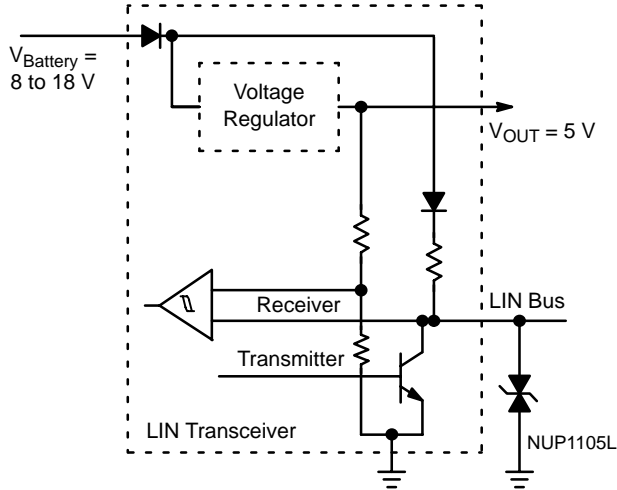 V_Battery =
8 to 18 V
Voltage
Regulator
V_OUT = 5 V
Receiver
LIN Bus
Transmitter
LIN Transceiver
NUP1105L